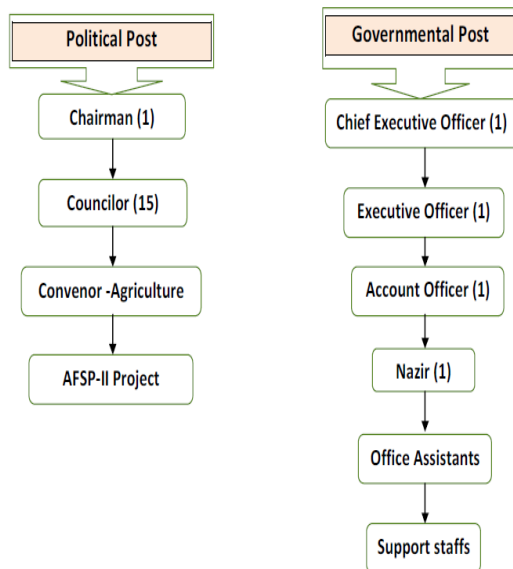 Political Post
Chairman (1)
Councilor (15)
Convenor -Agriculture
AFSP-II Project
Governmental Post
Chief Executive Officer (1)
Executive Officer (1)
Account Officer (1)
Nazir (1)
Office Assistants
Support staffs